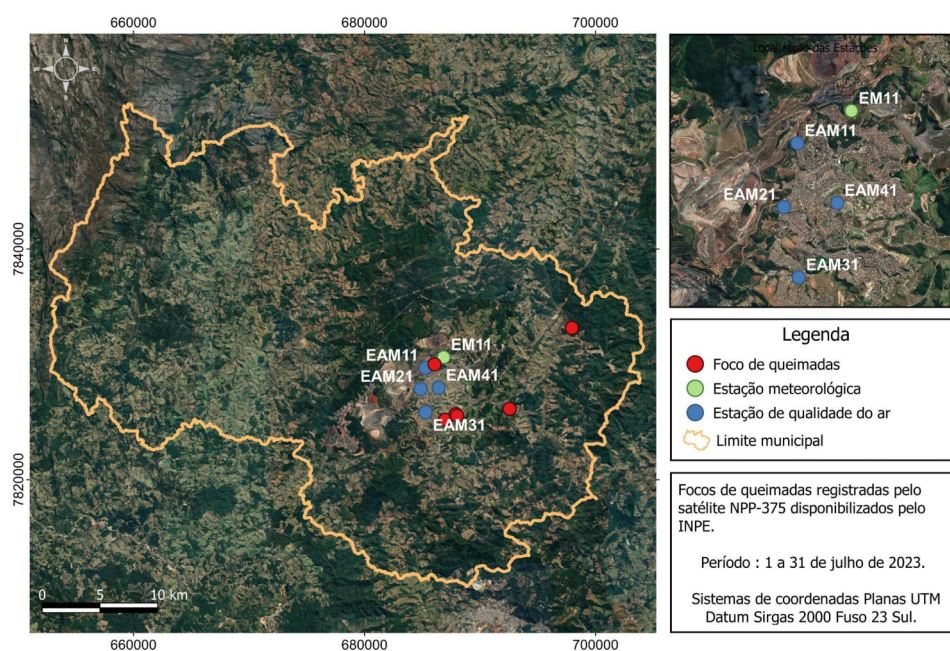 660000
680000
700000
7840000
7820000
EAM11
EM11
EAM21
EAM41
EAM31
0
5
10 km
660000
680000
700000
Localização das Estações
EM11
EAM11
EAM21
EAM41
EAM31
Legenda
Foco de queimadas
Estação meteorológica
Estação de qualidade do ar
Limite municipal
Focos de queimadas registradas pelo
satélite NPP-375 disponibilizados pelo
INPE.
Período : 1 a 31 de julho de 2023.
Sistemas de coordenadas Planas UTM
Datum Sirgas 2000 Fuso 23 Sul.